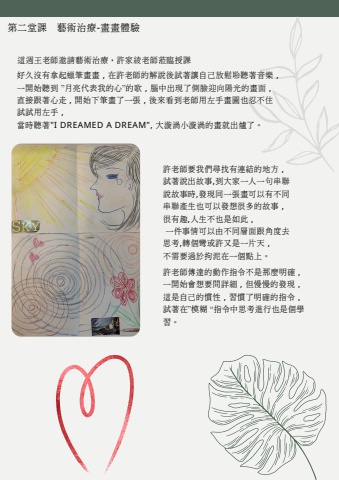 第二堂課　藝術治療-畫畫體驗
這週王老師邀請藝術治療，許家綾老師蒞臨授課
好久沒有拿起蠟筆畫畫，在許老師的解說後試著讓自己放鬆聆聽著音樂，
一開始聽到 "月亮代表我的心"的歌，腦中出現了側臉迎向陽光的畫面，
直接跟著心走，開始下筆畫了一張，後來看到老師用左手畫圖也忍不住
試試用左手，
當時聽著"I DREAMED A DREAM"，大漩渦小漩渦的畫就出爐了。
SKY
許老師要我們尋找有連結的地方，
試著說出故事,到大家一人一句串聯
說故事時,發現同一張畫可以有不同
串聯產生也可以發想很多的故事，
很有趣,人生不也是如此，
一件事情可以由不同層面跟角度去
思考,轉個彎或許又是一片天，
不需要過於拘泥在一個點上。
許老師傳達的動作指令不是那麼明確，
一開始會想要問詳細，但慢慢的發現，
這是自己的慣性，習慣了明確的指令，
試著在"模糊 "指令中思考進行也是個學
習。